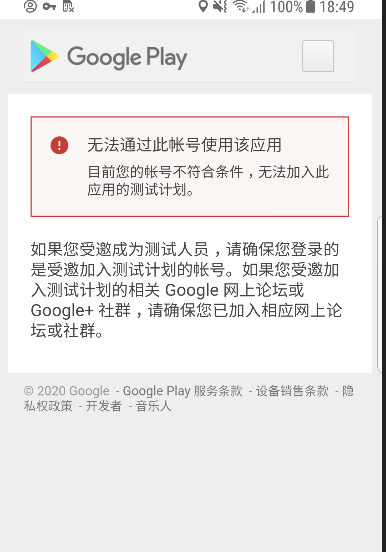 100% 18:49
Google Play
无法通过此帐号使用该应用
目前您的帐号不符合条件，无法加入此
应用的测试计划。
如果您受邀成为测试人员，请确保您登录的
是受邀加入测试计划的帐号。如果您受邀加
入测试计划的相关 Google 网上论坛或
Google+ 社群，请确保您已加入相应网上论
坛或社群。
© 2020 Google - Google Play 服务条款 - 设备销售条款 - 隐
私权政策 - 开发者 - 音乐人